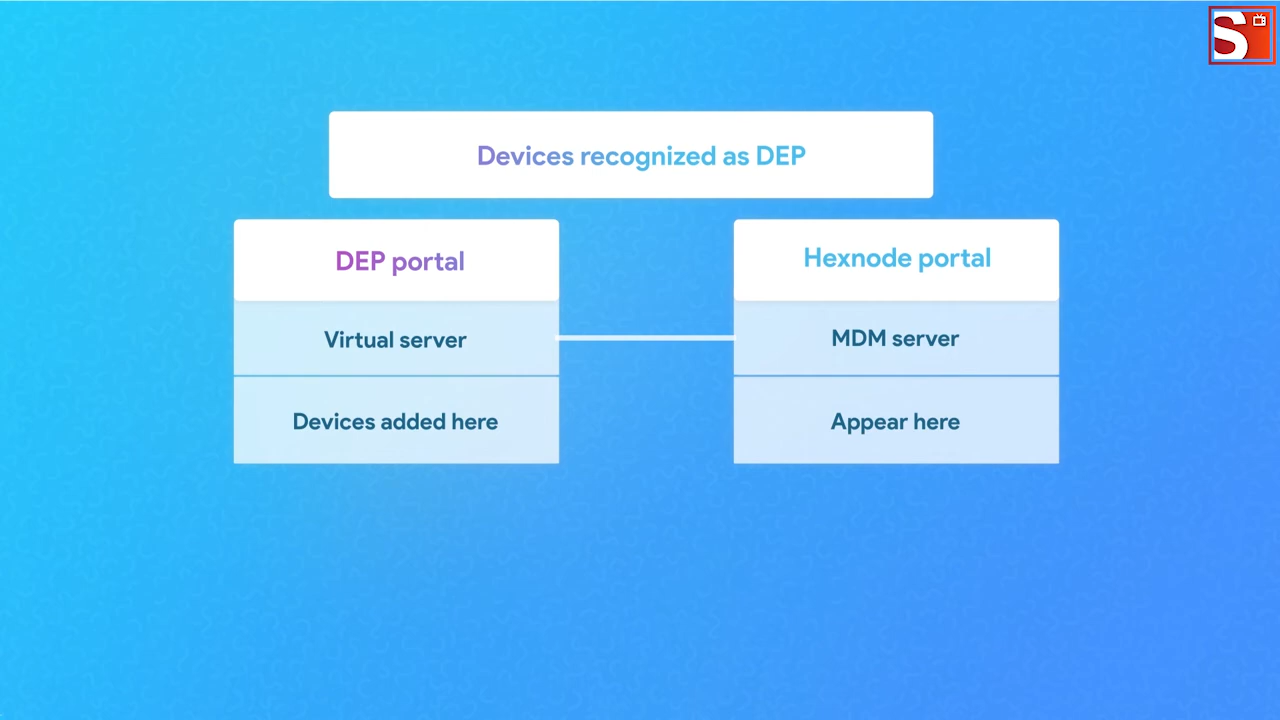 S
Devices recognized as DEP
DEP portal
Hexnode portal
Virtual server
MDM server
Devices added here
Appear here